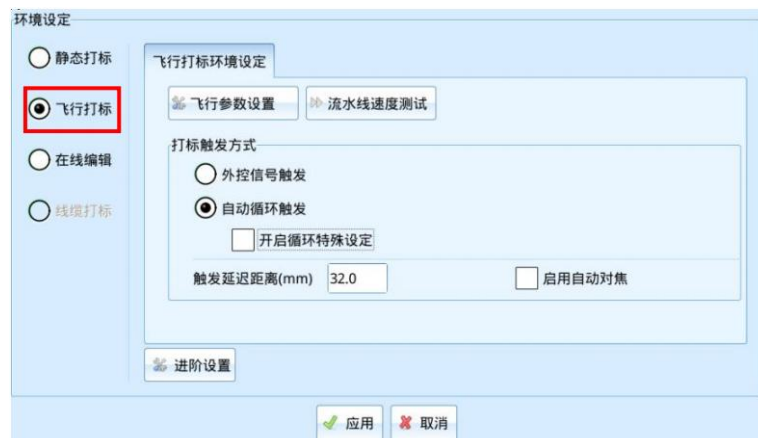 环境设定
静态打标
飞行打标
在线编辑
线缆打标
飞行打标环境设定
飞行参数设置
流水线速度测试
打标触发方式
外控信号触发
自动循环触发
开启循环特殊设定
触发延迟距离(mm) 32.0 启用自动对焦
进阶设置
应用 取消